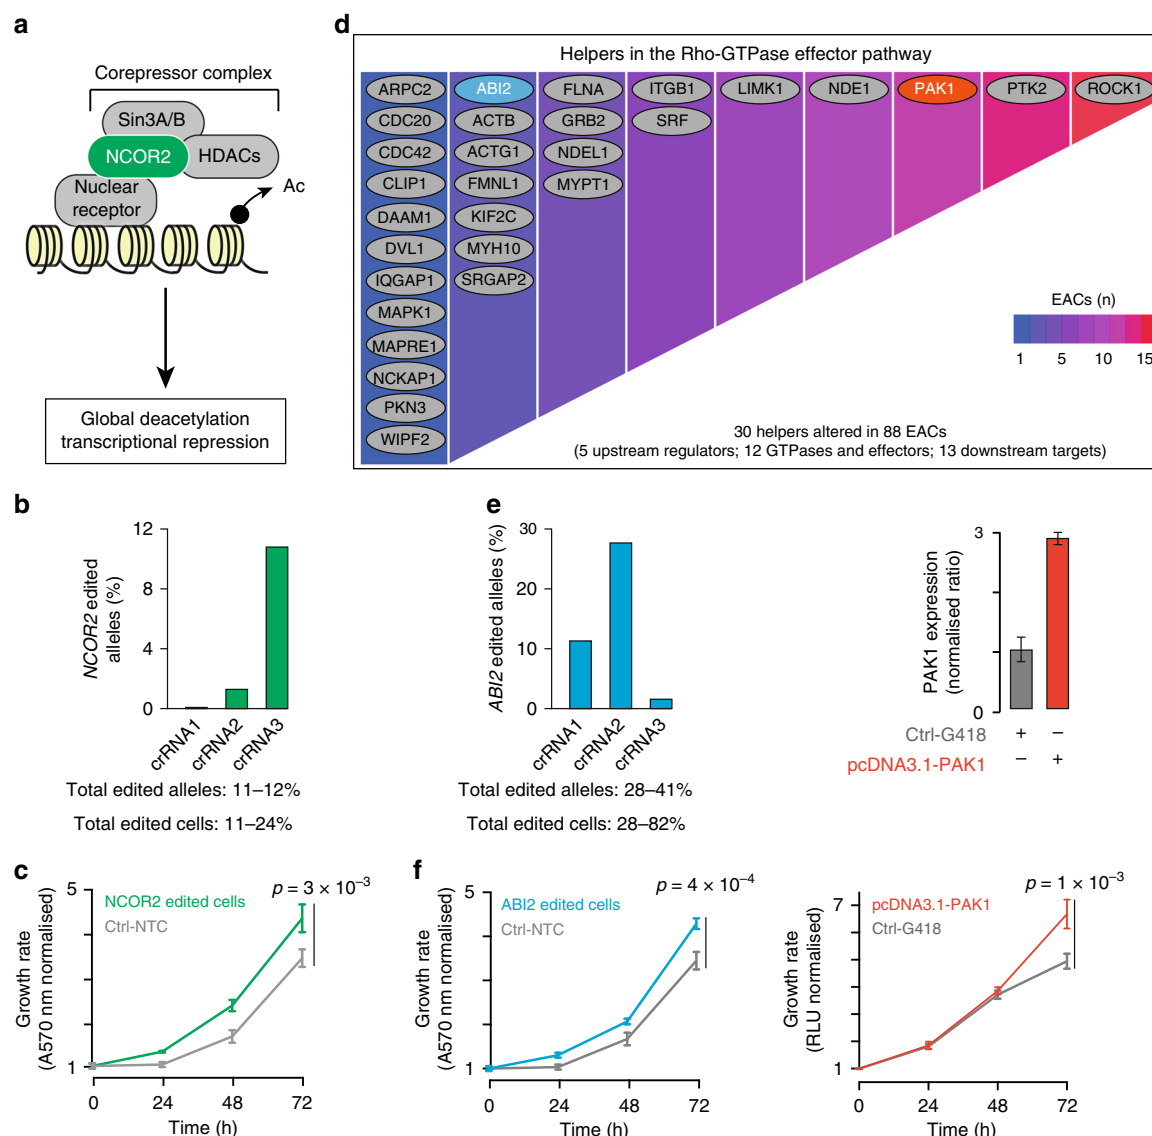 a
Corepressor complex
Sin3A/B
NCOR2
HDACs
Nuclear
receptor
Ac
Global deacetylation
transcriptional repression
d
Helpers in the Rho-GTPase effector pathway
ARPC2 ABI2 FLNA ITGB1 LIMK1 NDE1 PAK1 PTK2 ROCK1
CDC20 ACTB GRB2 SRF
CDC42 ACTG1 NDEL1
CLIP1 FMNL1 MYPT1
DAAM1 KIF2C
DVL1 MYH10
IQGAP1 SRGAP2
MAPK1
MAPRE1
NCKAP1
PKN3
WIPF2
EACs (n)
1 5 10 15
30 helpers altered in 88 EACs
(5 upstream regulators; 12 GTPases and effectors; 13 downstream targets)
b
NCOR2 edited
alleles (%)
12
8
4
0
crRNA1 crRNA2 crRNA3
Total edited alleles: 11–12%
Total edited cells: 11–24%
e
ABI2 edited alleles (%)
30
20
10
0
crRNA1 crRNA2 crRNA3
Total edited alleles: 28–41%
Total edited cells: 28–82%
PAK1 expression
(normalised ratio)
3
0
Ctrl-G418 + –
pcDNA3.1-PAK1 – +
c
Growth rate
(A570 nm normalised)
5
1
NCOR2 edited cells
Ctrl-NTC
p = 3 × 10⁻³
0 24 48 72
Time (h)
f
Growth rate
(A570 nm normalised)
5
1
ABI2 edited cells
Ctrl-NTC
p = 4 × 10⁻⁴
0 24 48 72
Time (h)
Growth rate
(RLU normalised)
7
1
pcDNA3.1-PAK1
Ctrl-G418
p = 1 × 10⁻³
0 24 48 72
Time (h)